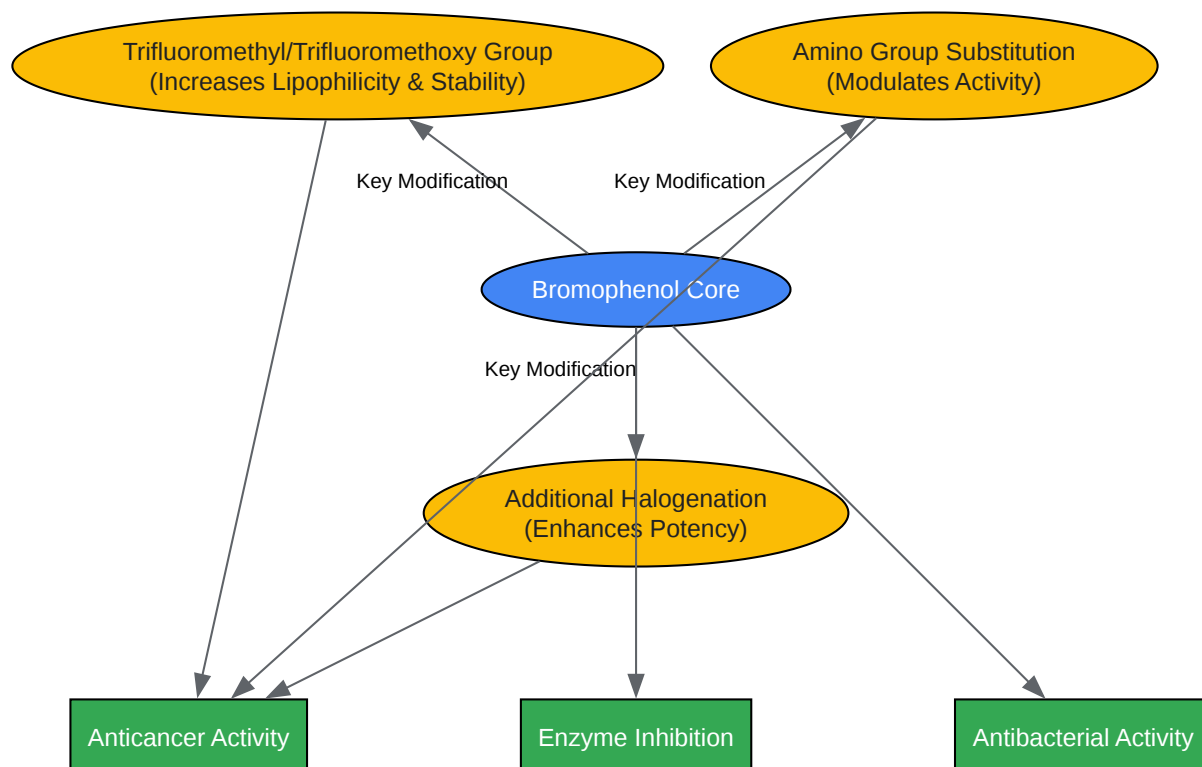 Trifluoromethyl/Trifluoromethoxy Group
(Increases Lipophilicity & Stability)
Amino Group Substitution
(Modulates Activity)
Key Modification
Key Modification
Bromophenol Core
Key Modification
Additional Halogenation
(Enhances Potency)
Anticancer Activity
Enzyme Inhibition
Antibacterial Activity